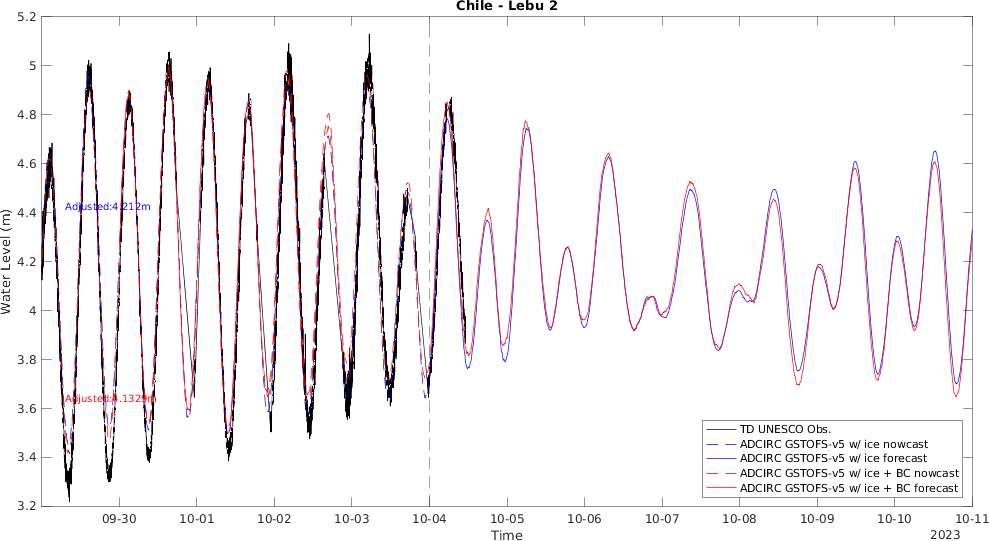 Chile - Lebu 2
Water Level (m)
5.2
5
4.8
4.6
4.4
4.2
4
3.8
3.6
3.4
3.2
Adjusted:4.212m
Adjusted:4.1329m
TD UNESCO Obs.
ADCIRC GSTOFS-v5 w/ ice nowcast
ADCIRC GSTOFS-v5 w/ ice forecast
ADCIRC GSTOFS-v5 w/ ice + BC nowcast
ADCIRC GSTOFS-v5 w/ ice + BC forecast
09-30 10-01 10-02 10-03 10-04 10-05 10-06 10-07 10-08 10-09 10-10 10-11
Time
2023